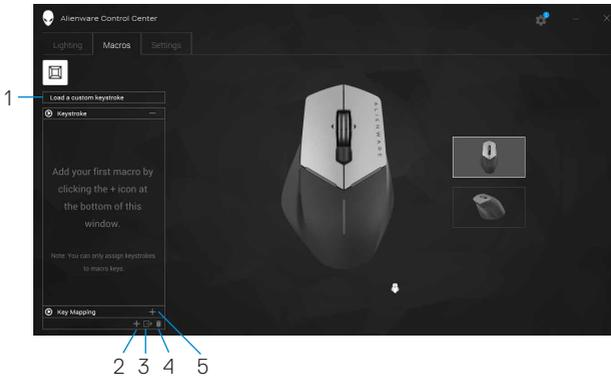 Alienware Control Center
Lighting Macros Settings
1
Load a custom keystroke
Keystroke
Add your first macro by
clicking the + icon at
the bottom of this
window.
Note: You can only assign keystrokes
to macro keys.
ALIENWARE
Key Mapping
2 3 4 5